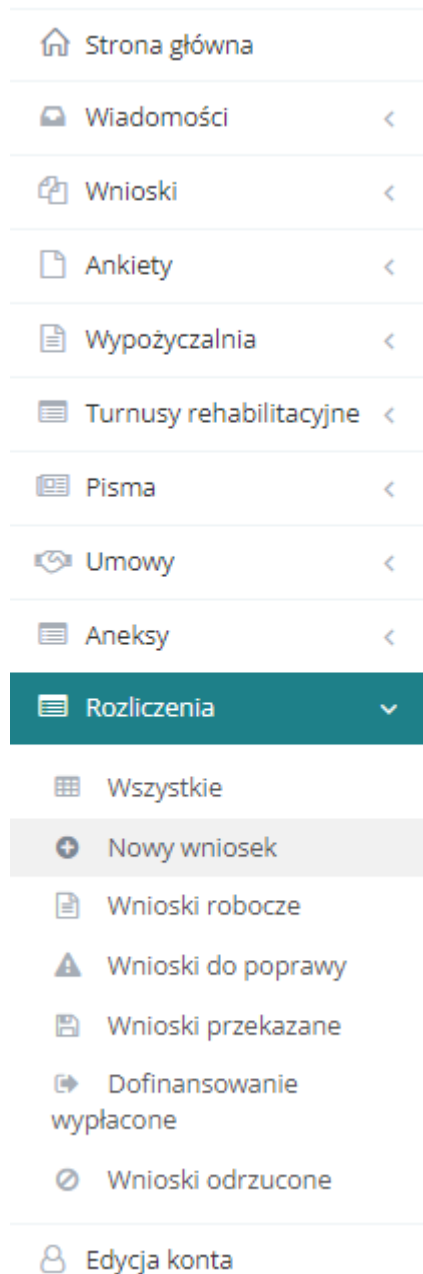 Strona główna
Wiadomości
Wnioski
Ankiety
Wypożyczalnia
Turnusy rehabilitacyjne
Pisma
Umowy
Aneksy
Rozliczenia
Wszystkie
Nowy wniosek
Wnioski robocze
Wnioski do poprawy
Wnioski przekazane
Dofinansowanie
wypłacone
Wnioski odrzucone
Edycja konta